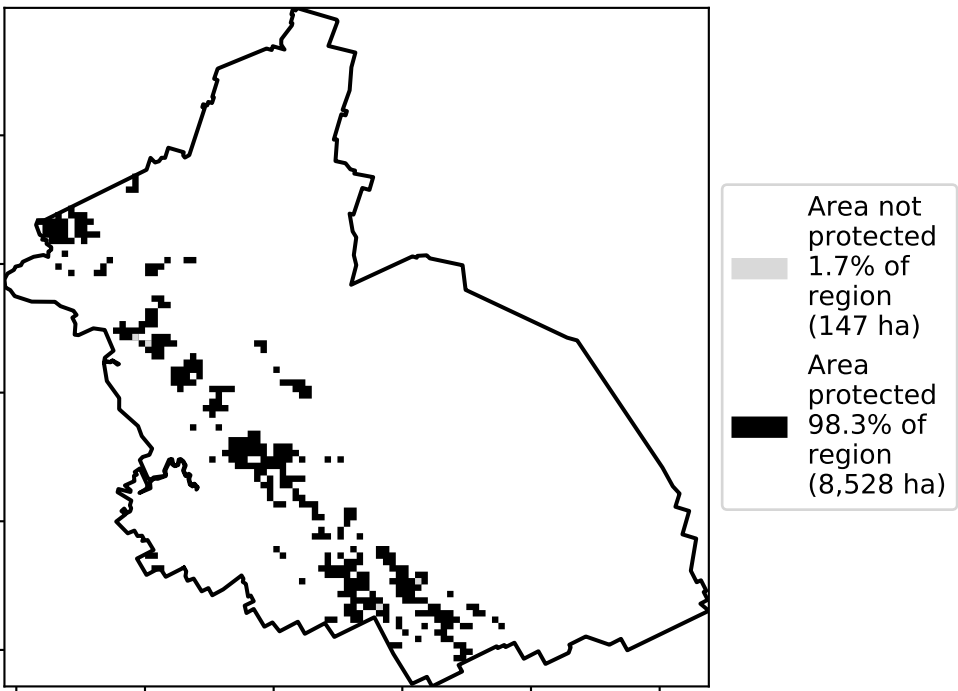 Area not
protected
1.7% of
region
(147 ha)
Area
protected
98.3% of
region
(8,528 ha)